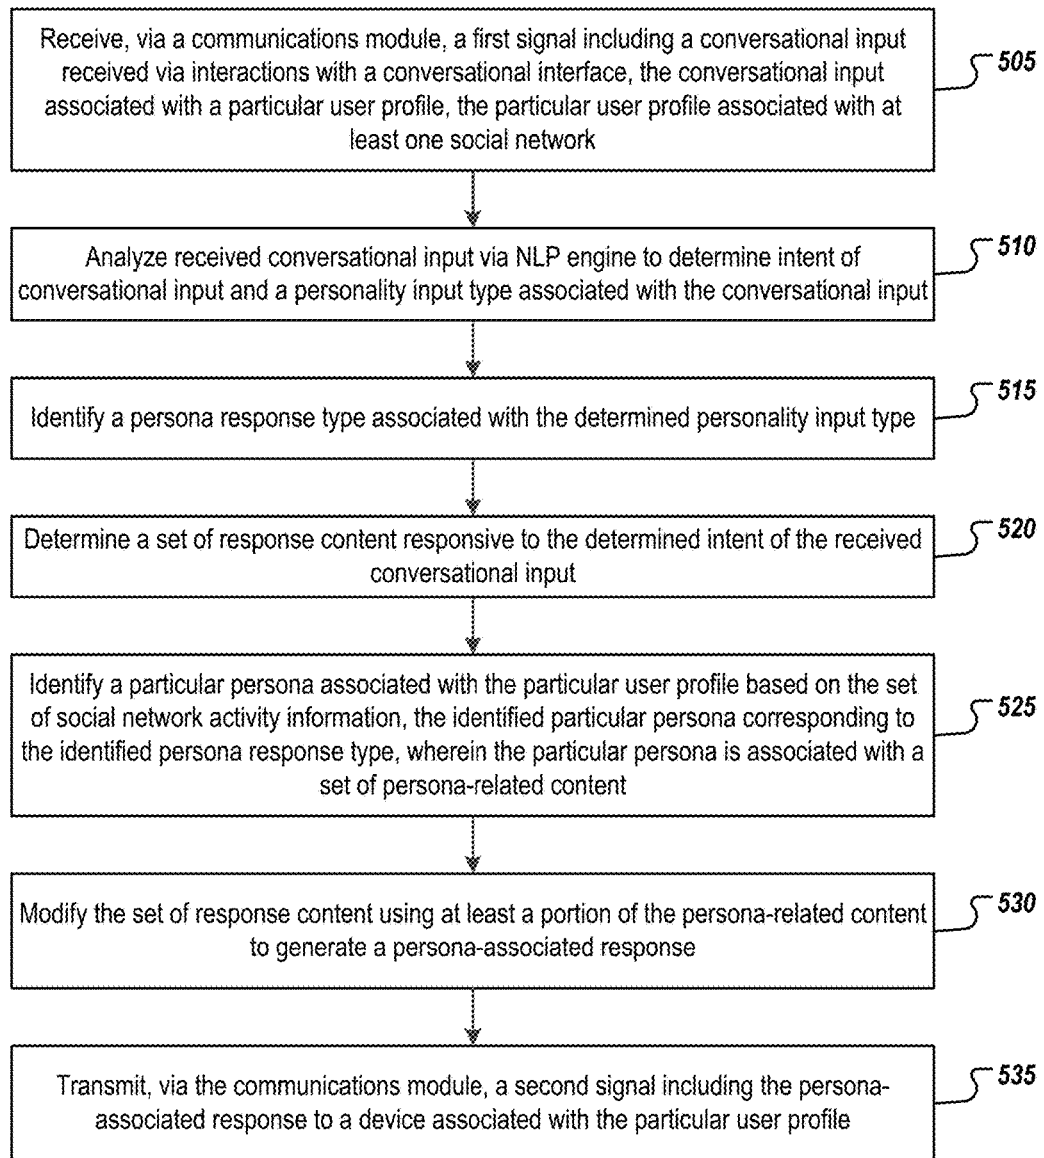 Receive, via a communications module, a first signal including a conversational input
received via interactions with a conversational interface, the conversational input
associated with a particular user profile, the particular user profile associated with at
least one social network
505
Analyze received conversational input via NLP engine to determine intent of
conversational input and a personality input type associated with the conversational input
510
Identify a persona response type associated with the determined personality input type
515
Determine a set of response content responsive to the determined intent of the received
conversational input
520
Identify a particular persona associated with the particular user profile based on the set
of social network activity information, the identified particular persona corresponding to
the identified persona response type, wherein the particular persona is associated with a
set of persona-related content
525
Modify the set of response content using at least a portion of the persona-related content
to generate a persona-associated response
530
Transmit, via the communications module, a second signal including the persona-
associated response to a device associated with the particular user profile
535